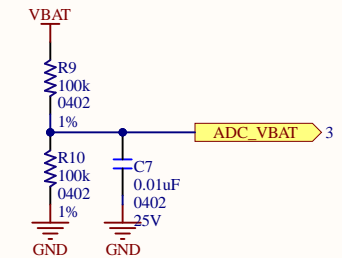 VBAT
R9
100k
0402
1%
ADC_VBAT 3
R10
100k
0402
1%
C7
0.01uF
0402
25V
GND
GND